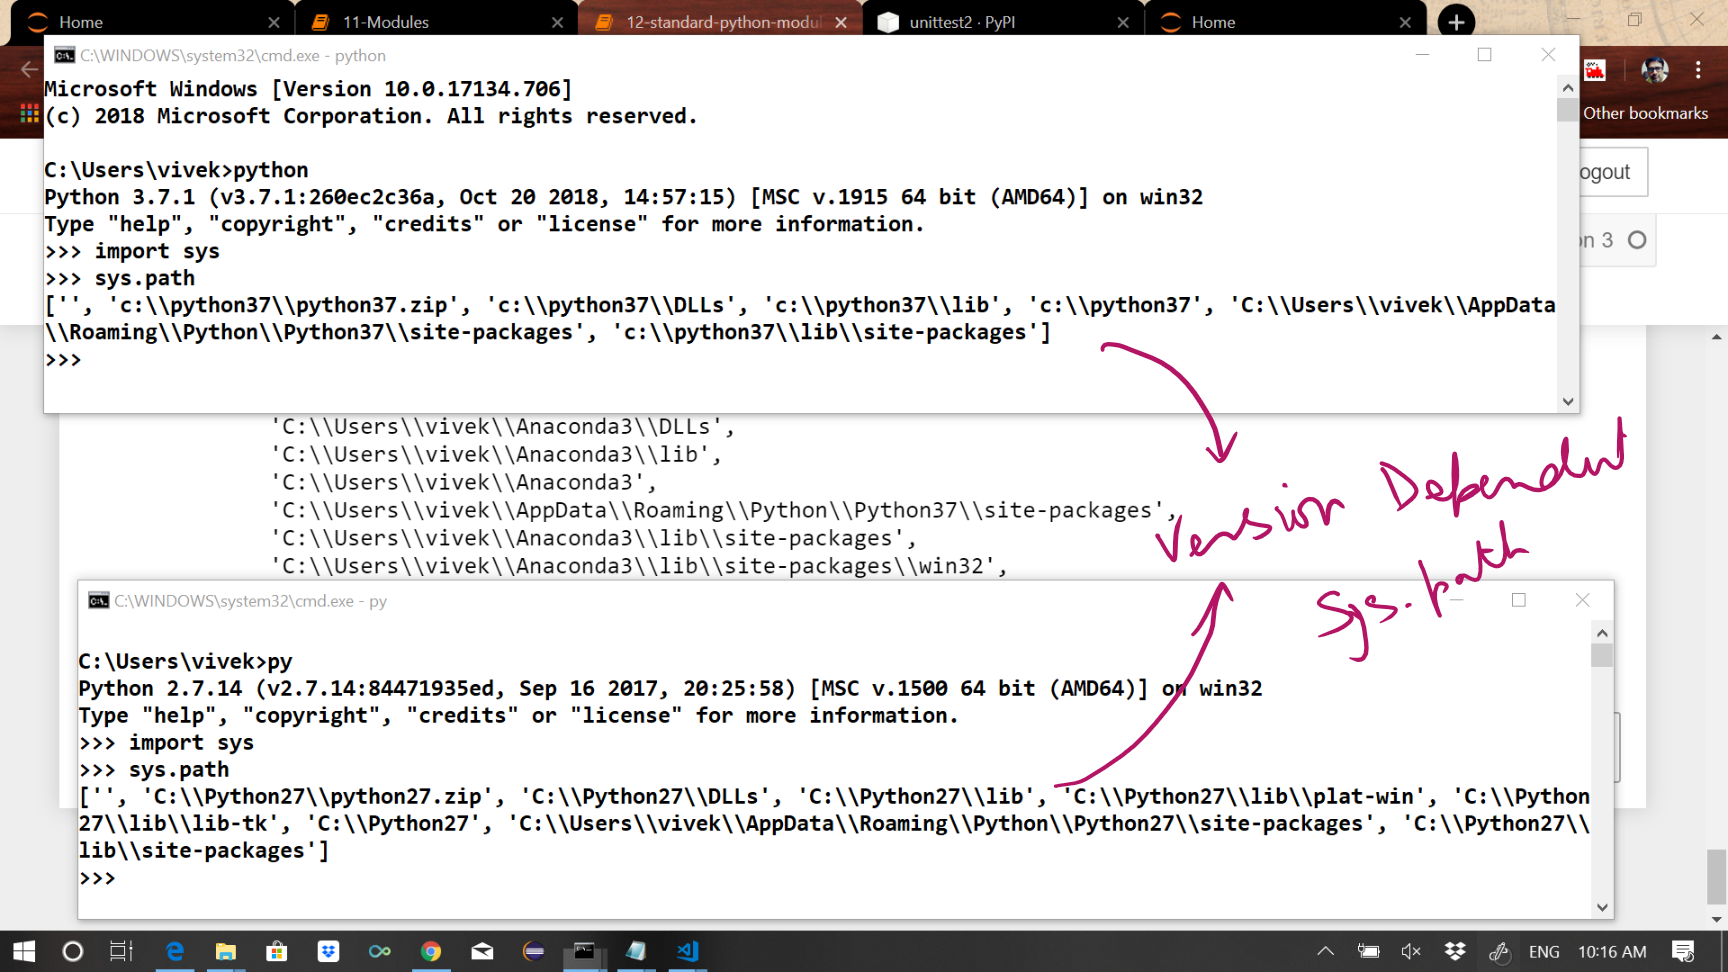 Home
11-Modules
12-standard-python-modul
unittest2 · PyPI
Home
C:\WINDOWS\system32\cmd.exe - python
Microsoft Windows [Version 10.0.17134.706]
(c) 2018 Microsoft Corporation. All rights reserved.
Other bookmarks
C:\Users\vivek>python
ogout
Python 3.7.1 (v3.7.1:260ec2c36a, Oct 20 2018, 14:57:15) [MSC v.1915 64 bit (AMD64)] on win32
Type "help", "copyright", "credits" or "license" for more information.
>>> import sys
on 3
>>> sys.path
['', 'c:\\python37\\python37.zip', 'c:\\python37\\DLLs', 'c:\\python37\\lib', 'c:\\python37', 'C:\\Users\\vivek\\AppData
\\Roaming\\Python\\Python37\\site-packages', 'c:\\python37\\lib\\site-packages']
>>>
'C:\\Users\\vivek\\Anaconda3\\DLLs',
'C:\\Users\\vivek\\Anaconda3\\lib',
'C:\\Users\\vivek\\Anaconda3',
'C:\\Users\\vivek\\AppData\\Roaming\\Python\\Python37\\site-packages',
'C:\\Users\\vivek\\Anaconda3\\lib\\site-packages',
'C:\\Users\\vivek\\Anaconda3\\lib\\site-packages\\win32',
Version Dependent
sys.path
C:\WINDOWS\system32\cmd.exe - py
C:\Users\vivek>py
Python 2.7.14 (v2.7.14:84471935ed, Sep 16 2017, 20:25:58) [MSC v.1500 64 bit (AMD64)] on win32
Type "help", "copyright", "credits" or "license" for more information.
>>> import sys
>>> sys.path
['', 'C:\\Python27\\python27.zip', 'C:\\Python27\\DLLs', 'C:\\Python27\\lib', 'C:\\Python27\\lib\\plat-win', 'C:\\Python
27\\lib\\lib-tk', 'C:\\Python27', 'C:\\Users\\vivek\\AppData\\Roaming\\Python\\Python27\\site-packages', 'C:\\Python27\\
lib\\site-packages']
>>>
ENG
10:16 AM